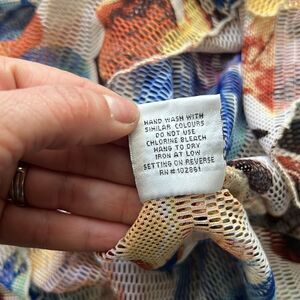 HAND WASH WITH
SIMILAR COLOURS
DO NOT USE
CHLORINE BLEACH
HANG TO DRY
IRON AT LOW
SETTING ON REVERSE
RN#102861